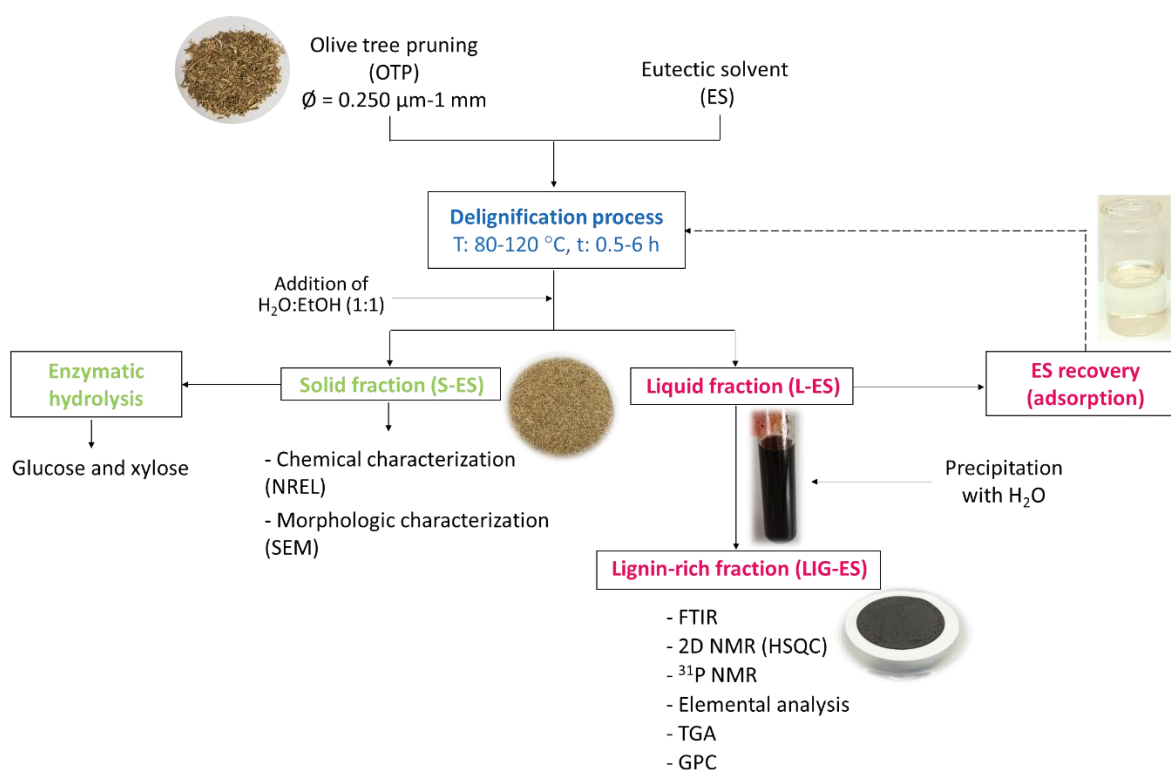 Olive tree pruning
(OTP)
Ø = 0.250 µm-1 mm
Eutectic solvent
(ES)
Delignification process
T: 80-120 °C, t: 0.5-6 h
Addition of
H₂O:EtOH (1:1)
Enzymatic
hydrolysis
Solid fraction (S-ES)
Liquid fraction (L-ES)
ES recovery
(adsorption)
Glucose and xylose
- Chemical characterization
(NREL)
- Morphologic characterization
(SEM)
Precipitation
with H₂O
Lignin-rich fraction (LIG-ES)
- FTIR
- 2D NMR (HSQC)
- ³¹P NMR
- Elemental analysis
- TGA
- GPC